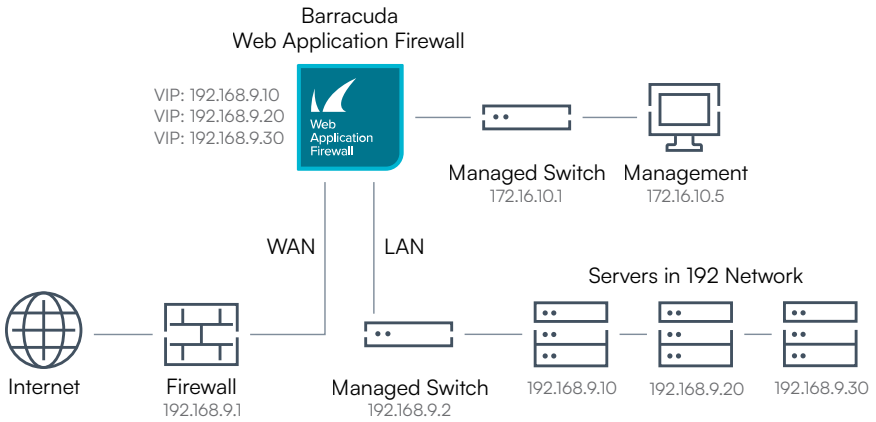 Barracuda
Web Application Firewall
VIP: 192.168.9.10
VIP: 192.168.9.20
VIP: 192.168.9.30
Web
Application
Firewall
Managed Switch
172.16.10.1
Management
172.16.10.5
WAN
LAN
Servers in 192 Network
Internet
Firewall
192.168.9.1
Managed Switch
192.168.9.2
192.168.9.10
192.168.9.20
192.168.9.30